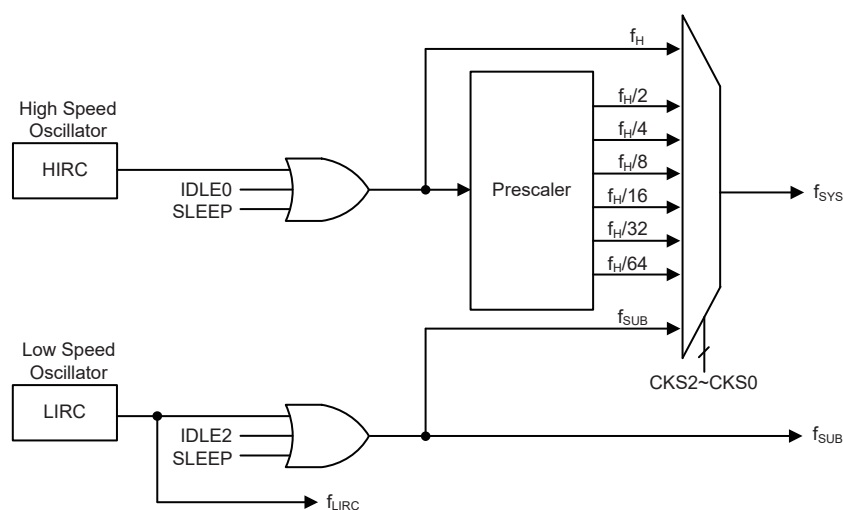 High Speed
Oscillator
HIRC
IDLE0
SLEEP
Prescaler
fH
fH/2
fH/4
fH/8
fH/16
fH/32
fH/64
fSUB
fSYS
CKS2~CKS0
Low Speed
Oscillator
LIRC
IDLE2
SLEEP
fSUB
fLIRC